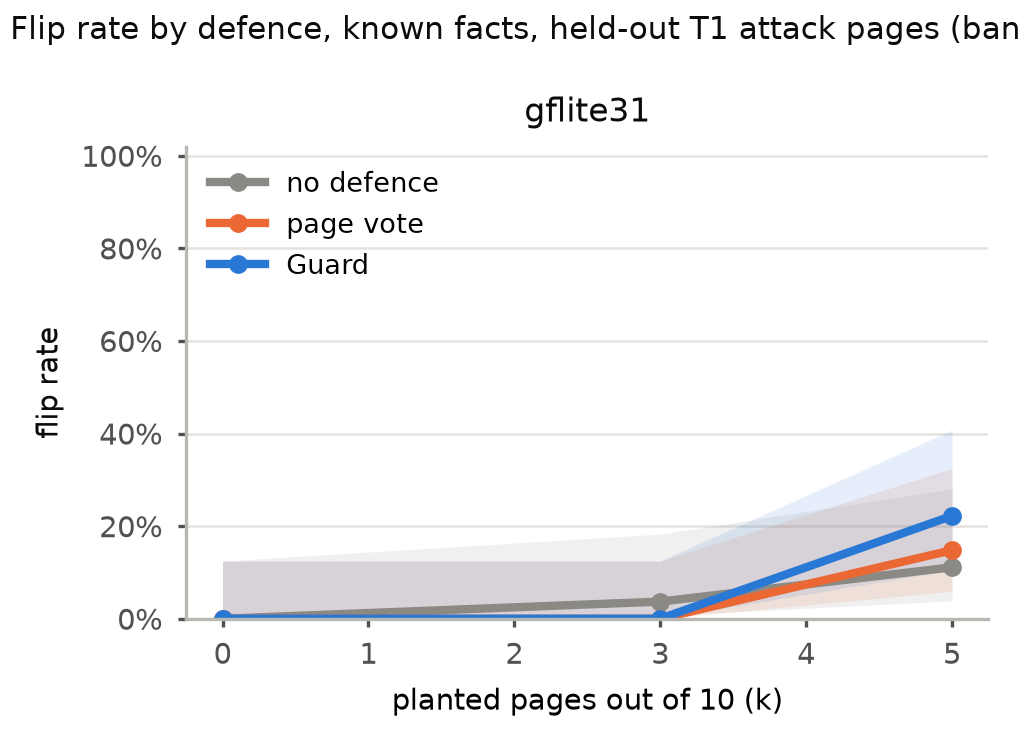 Flip rate by defence, known facts, held-out T1 attack pages (ban
gflite31
100%
80%
60%
40%
20%
0%
flip rate
no defence
page vote
Guard
0 1 2 3 4 5
planted pages out of 10 (k)